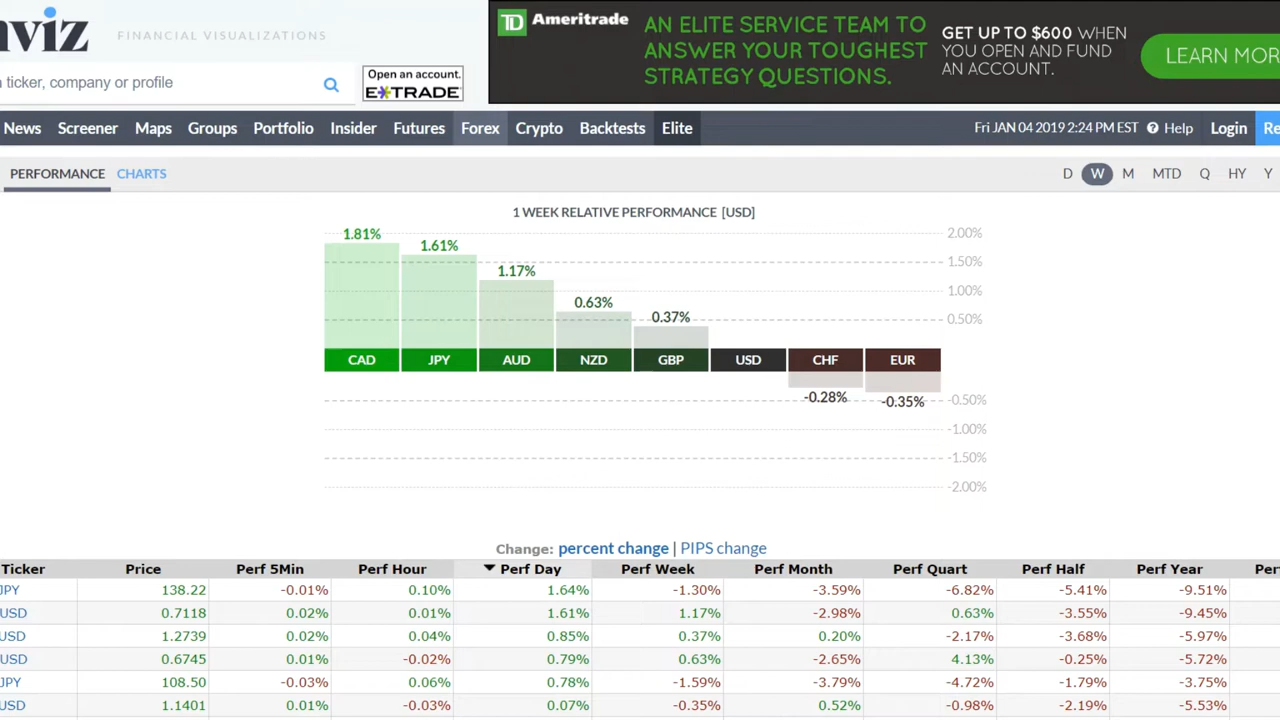 nviz FINANCIAL VISUALIZATIONS
ticker, company or profile
Open an account.
E*TRADE
TD Ameritrade
AN ELITE SERVICE TEAM TO
ANSWER YOUR TOUGHEST
STRATEGY QUESTIONS.
GET UP TO $600 WHEN
YOU OPEN AND FUND
AN ACCOUNT.
LEARN MOR
News Screener Maps Groups Portfolio Insider Futures Forex Crypto Backtests Elite Fri JAN 04 2019 2:24 PM EST ? Help Login Re
PERFORMANCE CHARTS D W M MTD Q HY Y
1 WEEK RELATIVE PERFORMANCE [USD]
1.81% 2.00%
1.61%
1.17% 1.50%
0.63% 1.00%
0.37% 0.50%
CAD JPY AUD NZD GBP USD CHF EUR
-0.28% -0.35% -0.50%
-1.00%
-1.50%
-2.00%
Change: percent change | PIPS change
Ticker Price Perf 5Min Perf Hour Perf Day Perf Week Perf Month Perf Quart Perf Half Perf Year Per
JPY 138.22 -0.01% 0.10% 1.64% -1.30% -3.59% -6.82% -5.41% -9.51%
USD 0.7118 0.02% 0.01% 1.61% 1.17% -2.98% 0.63% -3.55% -9.45%
USD 1.2739 0.02% 0.04% 0.85% 0.37% 0.20% -2.17% -3.68% -5.97%
USD 0.6745 0.01% -0.02% 0.79% 0.63% -2.65% 4.13% -0.25% -5.72%
JPY 108.50 -0.03% 0.06% 0.78% -1.59% -3.79% -4.72% -1.79% -3.75%
USD 1.1401 0.01% -0.03% 0.07% -0.35% 0.52% -0.98% -2.19% -5.53%